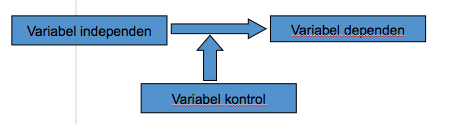 Variabel independen
Variabel dependen
Variabel kontrol